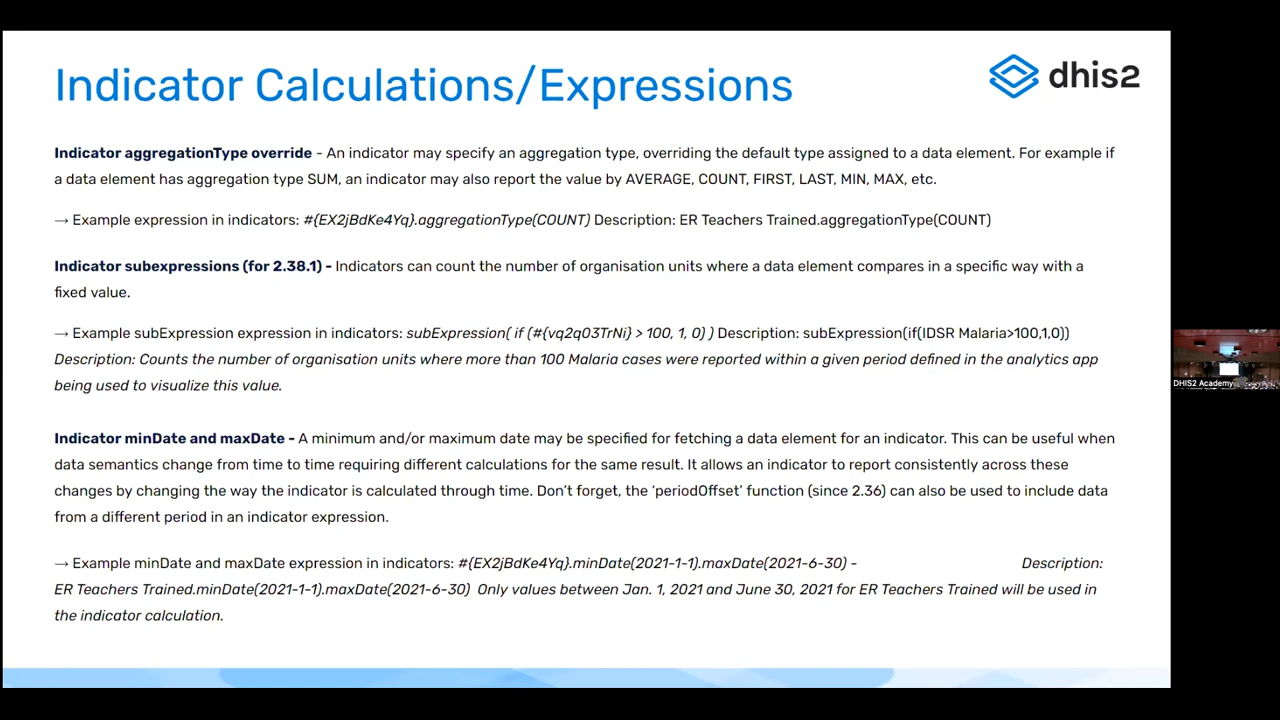 Indicator Calculations/Expressions
dhis2
Indicator aggregationType override - An indicator may specify an aggregation type, overriding the default type assigned to a data element. For example if
a data element has aggregation type SUM, an indicator may also report the value by AVERAGE, COUNT, FIRST, LAST, MIN, MAX, etc.
→ Example expression in indicators: #{EX2jBdKe4Yq}.aggregationType(COUNT) Description: ER Teachers Trained.aggregationType(COUNT)
Indicator subexpressions (for 2.38.1) - Indicators can count the number of organisation units where a data element compares in a specific way with a
fixed value.
→ Example subExpression expression in indicators: subExpression( if (#{vq2qO3TrNi} > 100, 1, 0) ) Description: subExpression(if(IDSR Malaria>100,1,0))
Description: Counts the number of organisation units where more than 100 Malaria cases were reported within a given period defined in the analytics app
being used to visualize this value.
Indicator minDate and maxDate - A minimum and/or maximum date may be specified for fetching a data element for an indicator. This can be useful when
data semantics change from time to time requiring different calculations for the same result. It allows an indicator to report consistently across these
changes by changing the way the indicator is calculated through time. Don't forget, the 'periodOffset' function (since 2.36) can also be used to include data
from a different period in an indicator expression.
→ Example minDate and maxDate expression in indicators: #{EX2jBdKe4Yq}.minDate(2021-1-1).maxDate(2021-6-30) - Description:
ER Teachers Trained.minDate(2021-1-1).maxDate(2021-6-30) Only values between Jan. 1, 2021 and June 30, 2021 for ER Teachers Trained will be used in
the indicator calculation.
DHIS2 Academy